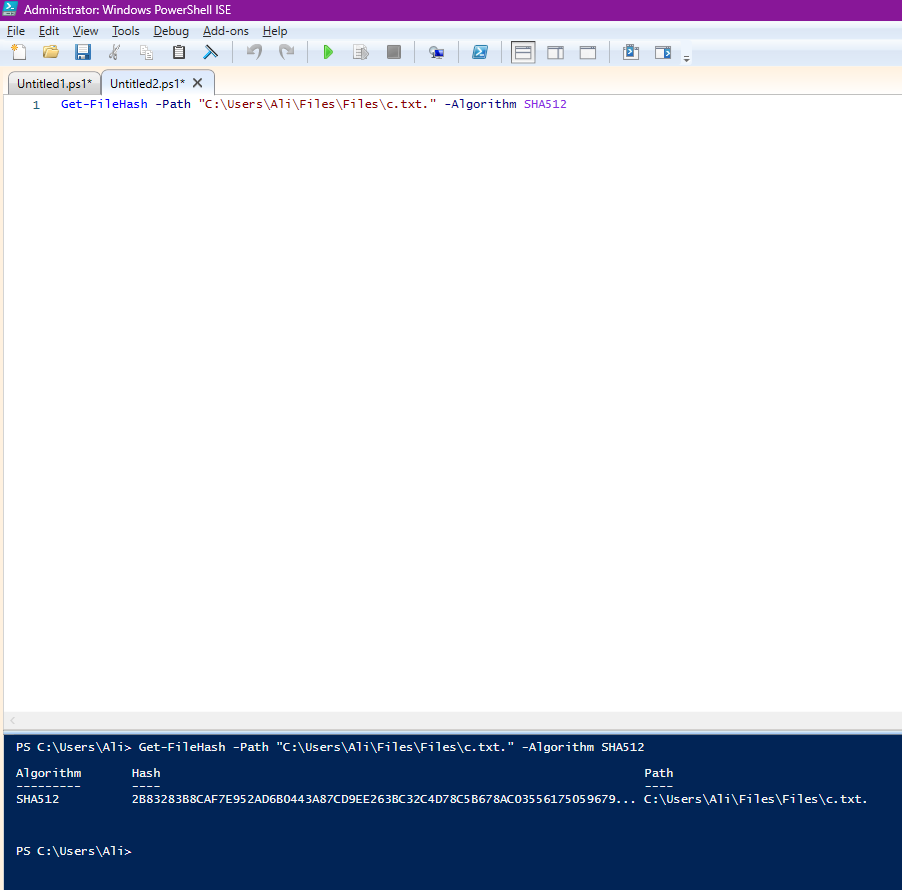 Administrator: Windows PowerShell ISE
File Edit View Tools Debug Add-ons Help
Untitled1.ps1* Untitled2.ps1* X
1 Get-FileHash -Path "C:\Users\Ali\Files\Files\c.txt." -Algorithm SHA512
PS C:\Users\Ali> Get-FileHash -Path "C:\Users\Ali\Files\Files\c.txt." -Algorithm SHA512
Algorithm Hash Path
--------- ---- ----
SHA512 2B83283B8CAF7E952AD6B0443A87CD9EE263BC32C4D78C5B678AC03556175059679... C:\Users\Ali\Files\Files\c.txt.
PS C:\Users\Ali>